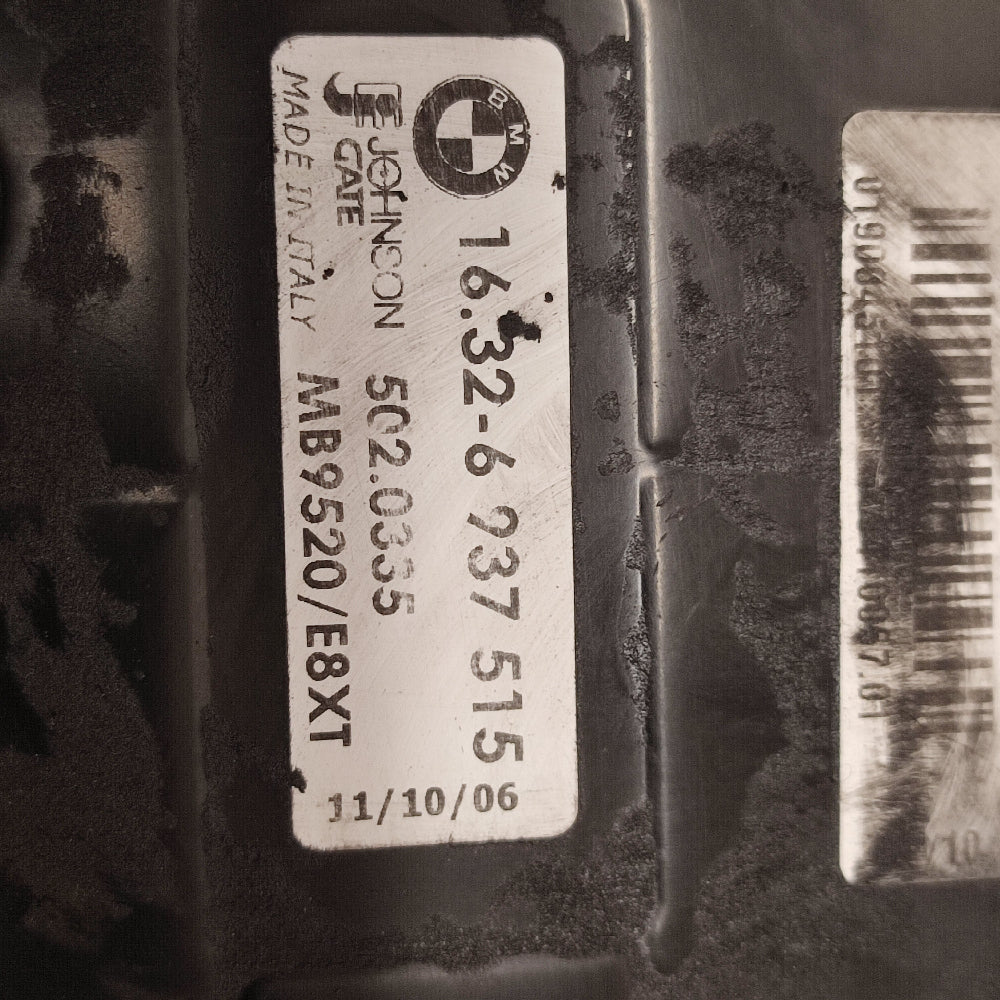 BMW
16.32-6 937 515
JOHNSON 502.0335
GATE
MADE IN ITALY MB9520/E8XT
11/10/06